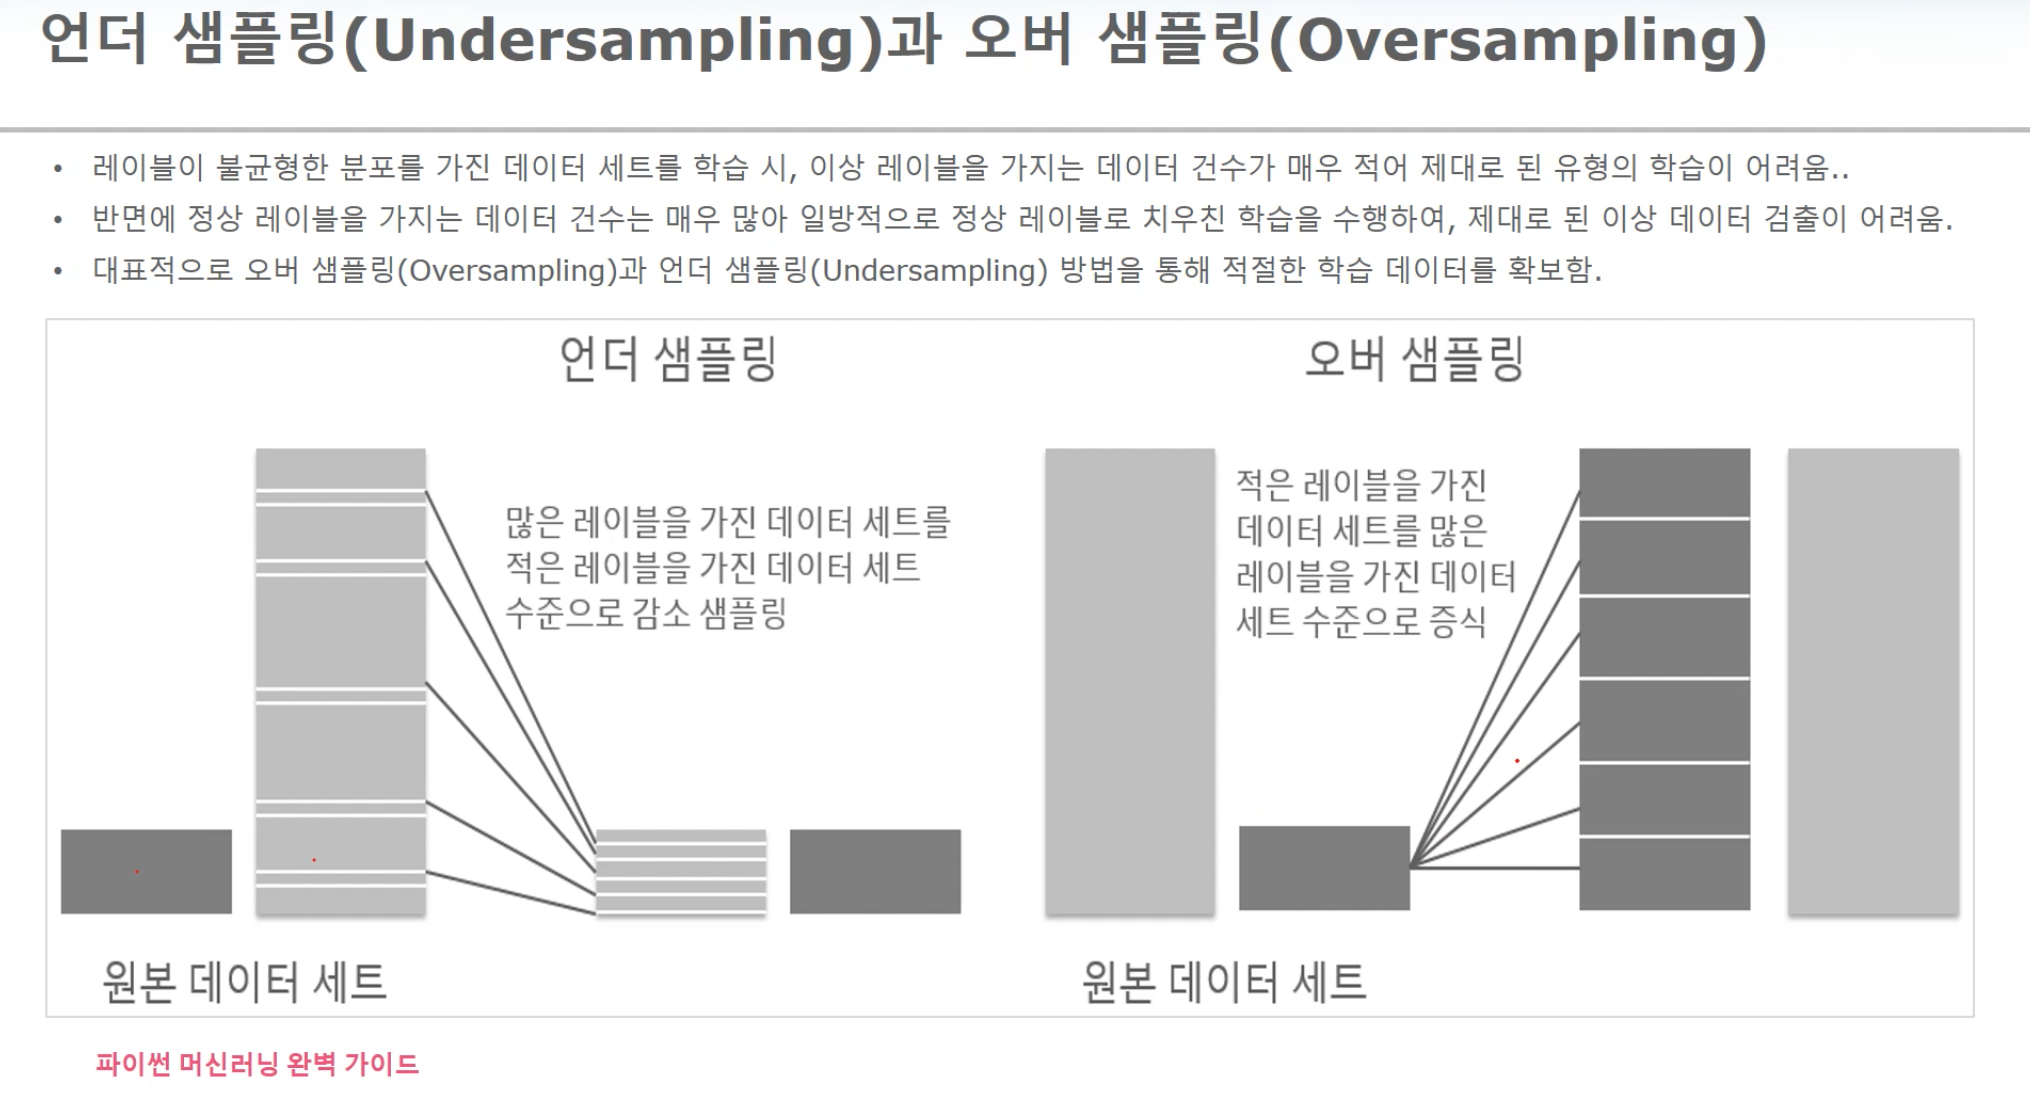 언더 샘플링(Undersampling)과 오버 샘플링(Oversampling)
• 레이블이 불균형한 분포를 가진 데이터 세트를 학습 시, 이상 레이블을 가지는 데이터 건수가 매우 적어 제대로 된 유형의 학습이 어려움..
• 반면에 정상 레이블을 가지는 데이터 건수는 매우 많아 일방적으로 정상 레이블로 치우친 학습을 수행하여, 제대로 된 이상 데이터 검출이 어려움.
• 대표적으로 오버 샘플링(Oversampling)과 언더 샘플링(Undersampling) 방법을 통해 적절한 학습 데이터를 확보함.
언더 샘플링
많은 레이블을 가진 데이터 세트를
적은 레이블을 가진 데이터 세트
수준으로 감소 샘플링
원본 데이터 세트
오버 샘플링
적은 레이블을 가진
데이터 세트를 많은
레이블을 가진 데이터
세트 수준으로 증식
원본 데이터 세트
파이썬 머신러닝 완벽 가이드